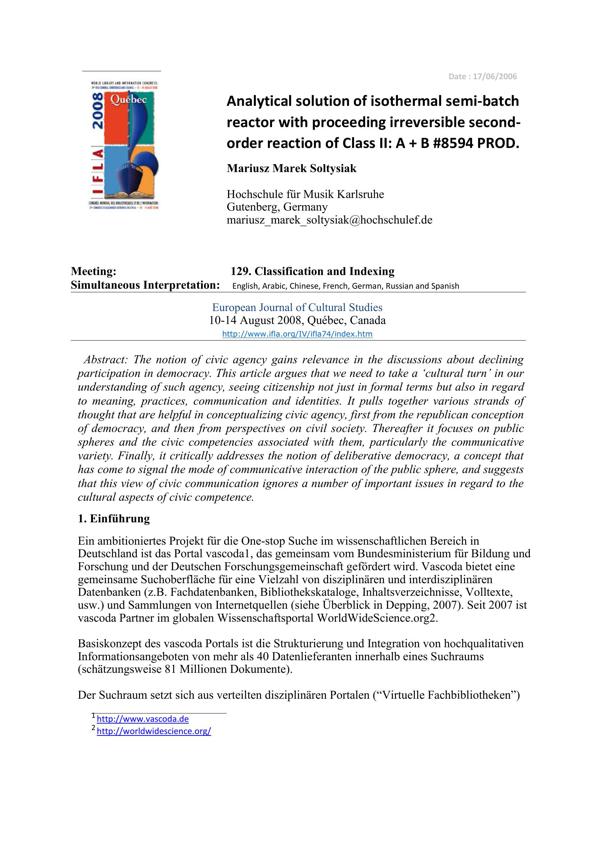 Date : 17/06/2006
WORLD LIBRARY AND INFORMATION CONGRESS:
Québec
IFLA 2008
Analytical solution of isothermal semi-batch
reactor with proceeding irreversible second-
order reaction of Class II: A + B #8594 PROD.
Mariusz Marek Soltysiak
Hochschule für Musik Karlsruhe
Gutenberg, Germany
mariusz_marek_soltysiak@hochschulef.de
Meeting: 129. Classification and Indexing
Simultaneous Interpretation: English, Arabic, Chinese, French, German, Russian and Spanish
European Journal of Cultural Studies
10-14 August 2008, Québec, Canada
http://www.ifla.org/IV/ifla74/index.htm
Abstract: The notion of civic agency gains relevance in the discussions about declining
participation in democracy. This article argues that we need to take a ‘cultural turn’ in our
understanding of such agency, seeing citizenship not just in formal terms but also in regard
to meaning, practices, communication and identities. It pulls together various strands of
thought that are helpful in conceptualizing civic agency, first from the republican conception
of democracy, and then from perspectives on civil society. Thereafter it focuses on public
spheres and the civic competencies associated with them, particularly the communicative
variety. Finally, it critically addresses the notion of deliberative democracy, a concept that
has come to signal the mode of communicative interaction of the public sphere, and suggests
that this view of civic communication ignores a number of important issues in regard to the
cultural aspects of civic competence.
1. Einführung
Ein ambitioniertes Projekt für die One-stop Suche im wissenschaftlichen Bereich in
Deutschland ist das Portal vascoda1, das gemeinsam vom Bundesministerium für Bildung und
Forschung und der Deutschen Forschungsgemeinschaft gefördert wird. Vascoda bietet eine
gemeinsame Suchoberfläche für eine Vielzahl von disziplinären und interdisziplinären
Datenbanken (z.B. Fachdatenbanken, Bibliothekskataloge, Inhaltsverzeichnisse, Volltexte,
usw.) und Sammlungen von Internetquellen (siehe Überblick in Depping, 2007). Seit 2007 ist
vascoda Partner im globalen Wissenschaftsportal WorldWideScience.org2.
Basiskonzept des vascoda Portals ist die Strukturierung und Integration von hochqualitativen
Informationsangeboten von mehr als 40 Datenlieferanten innerhalb eines Suchraums
(schätzungsweise 81 Millionen Dokumente).
Der Suchraum setzt sich aus verteilten disziplinären Portalen (“Virtuelle Fachbibliotheken”)
1 http://www.vascoda.de
2 http://worldwidescience.org/